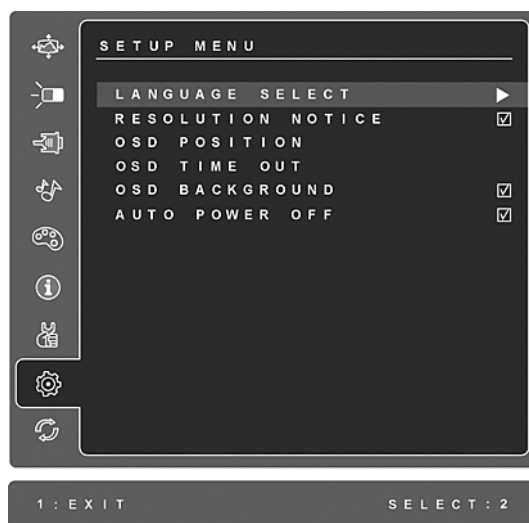 SETUP MENU
LANGUAGE SELECT
RESOLUTION NOTICE
OSD POSITION
OSD TIME OUT
OSD BACKGROUND
AUTO POWER OFF
1:EXIT SELECT:2